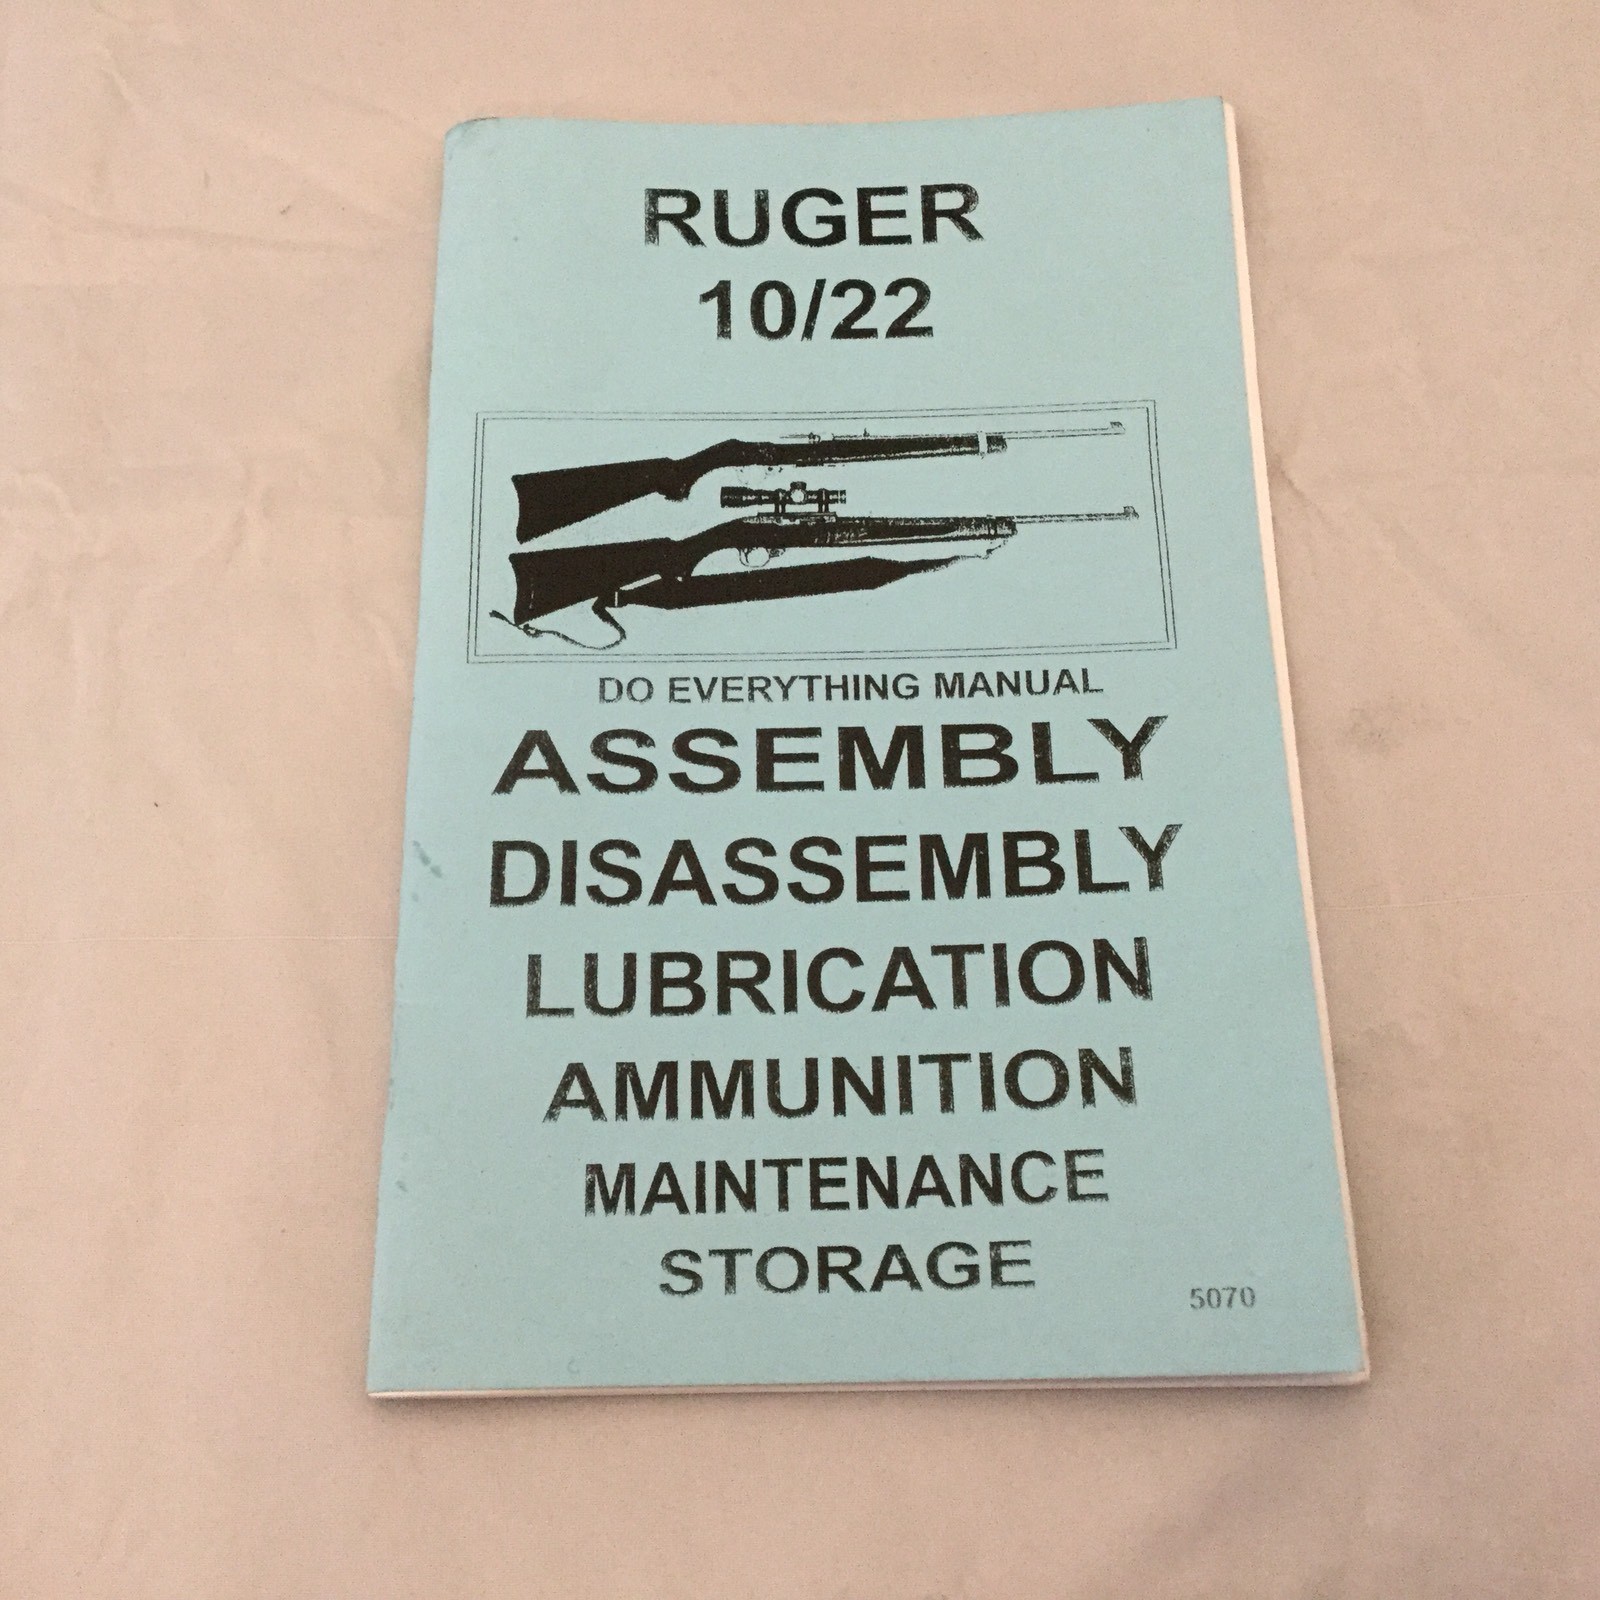 RUGER
10/22
DO EVERYTHING MANUAL
ASSEMBLY
DISASSEMBLY
LUBRICATION
AMMUNITION
MAINTENANCE
STORAGE
5070